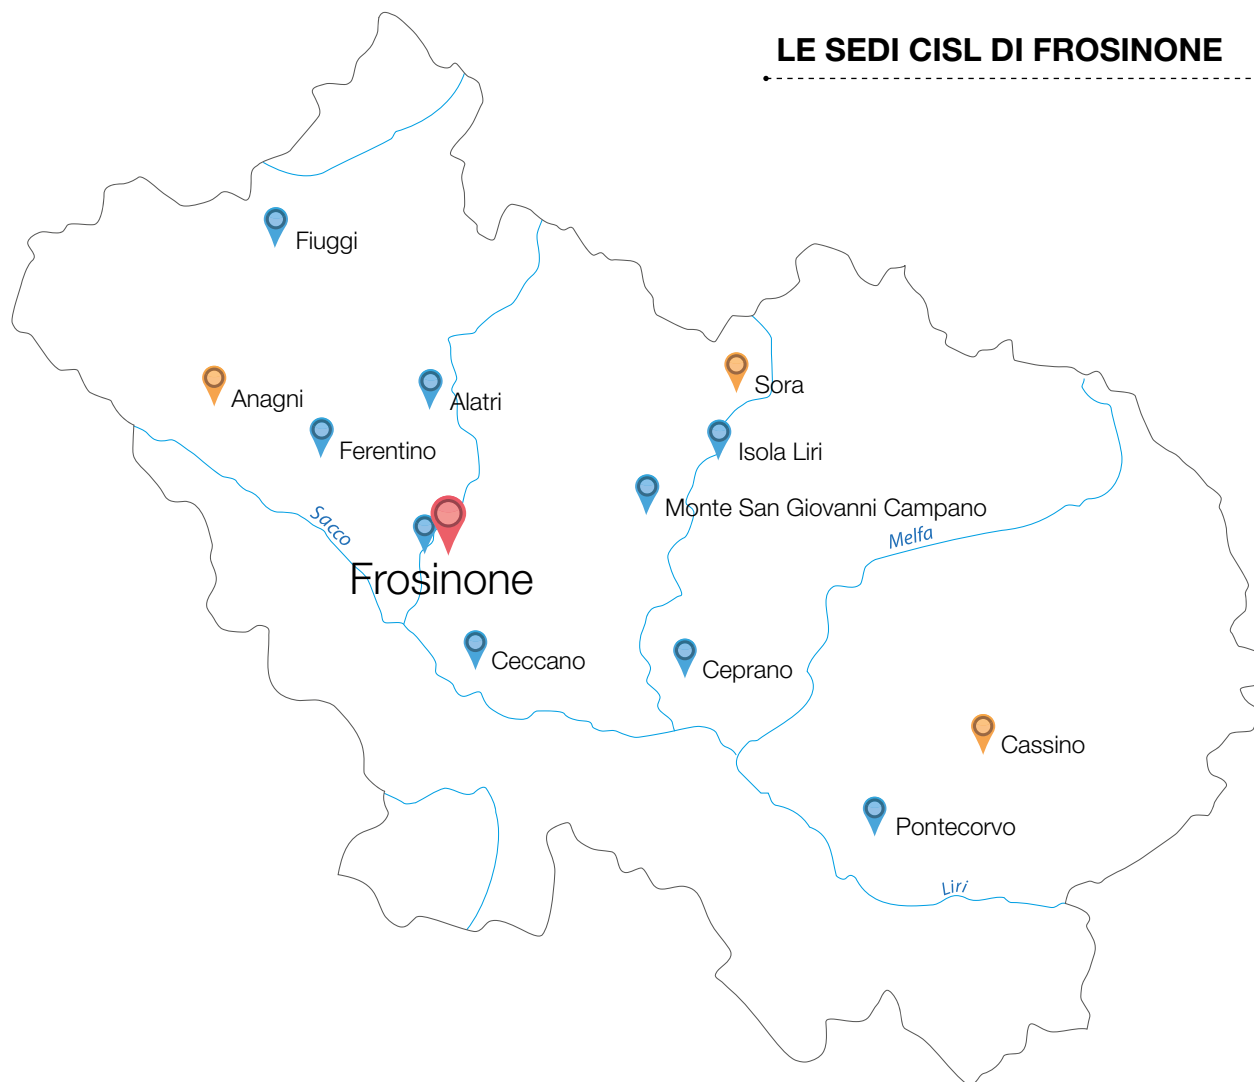 LE SEDI CISL DI FROSINONE
Fiuggi
Anagni
Alatri
Sora
Ferentino
Isola Liri
Monte San Giovanni Campano
Sacco
Melfa
Frosinone
Ceccano
Ceprano
Cassino
Pontecorvo
Liri